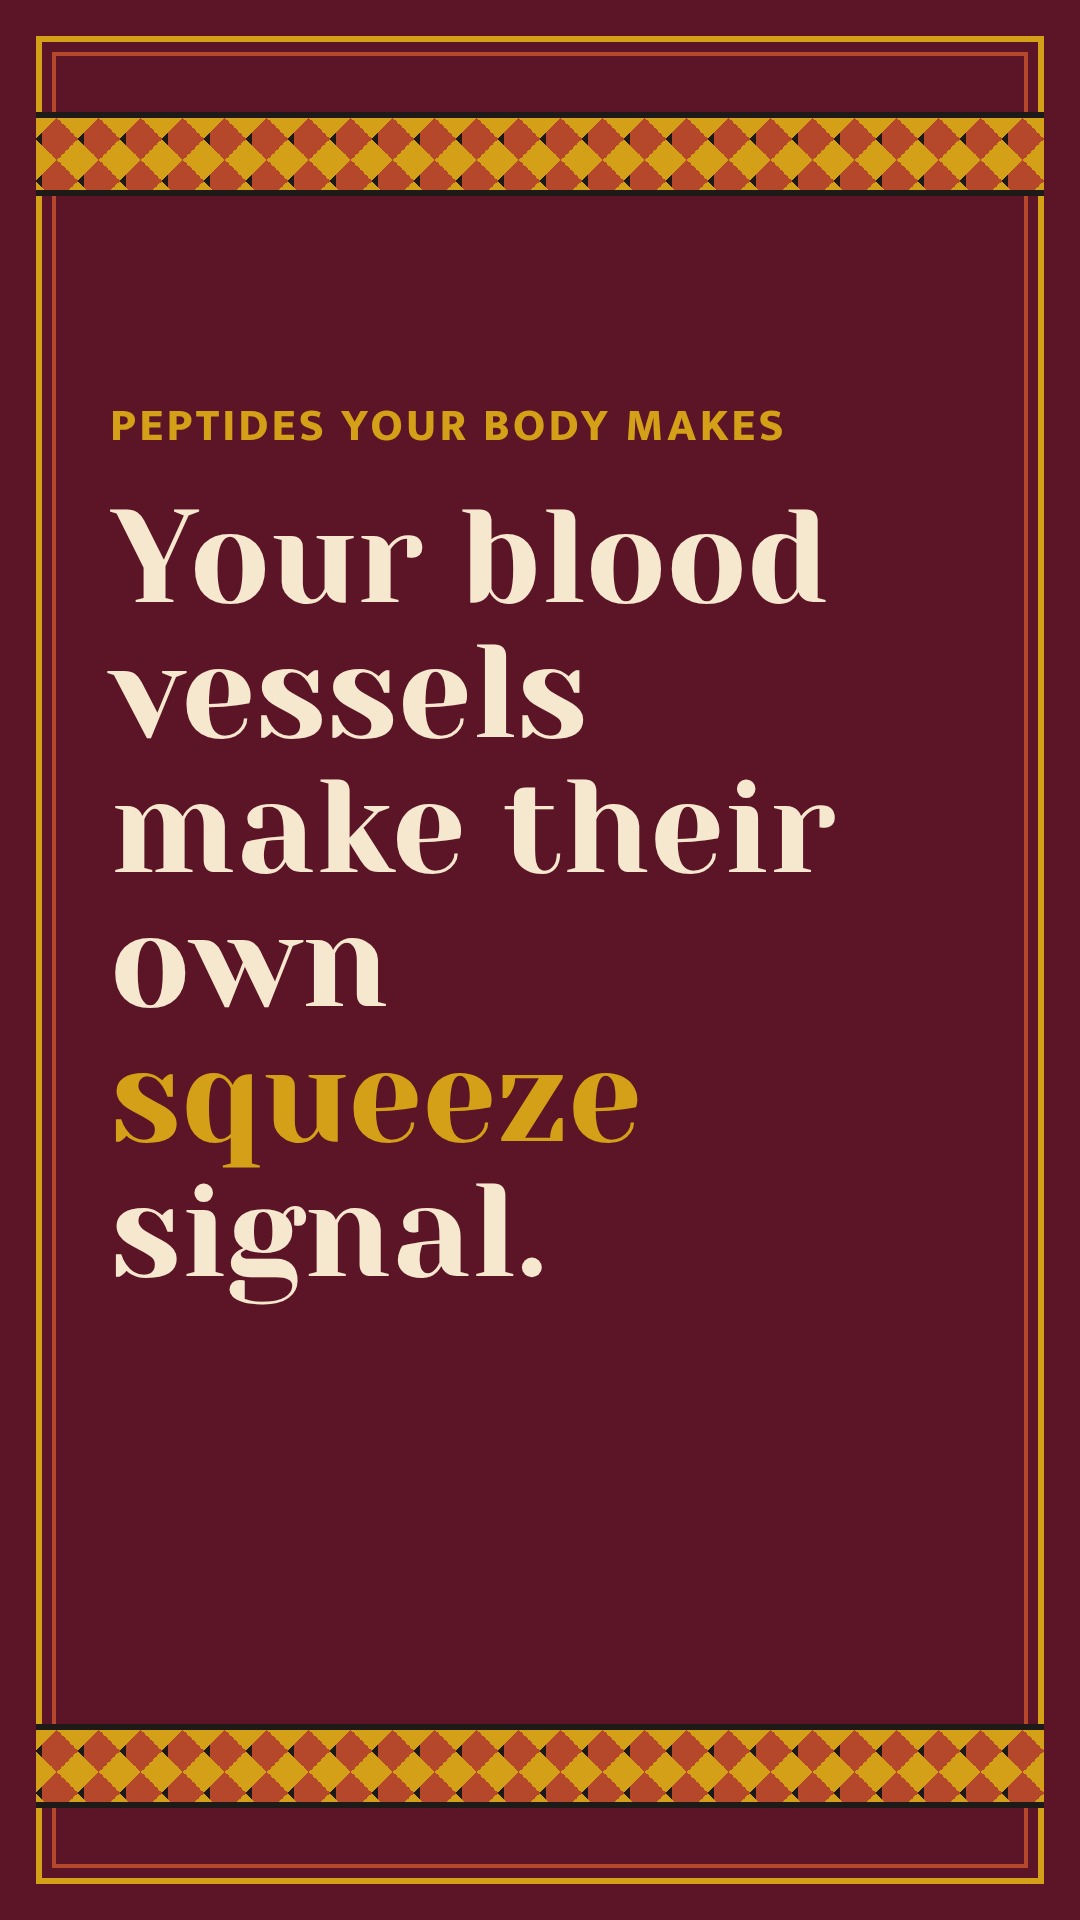 PEPTIDES YOUR BODY MAKES
Your blood
vessels
make their
own
squeeze
signal.